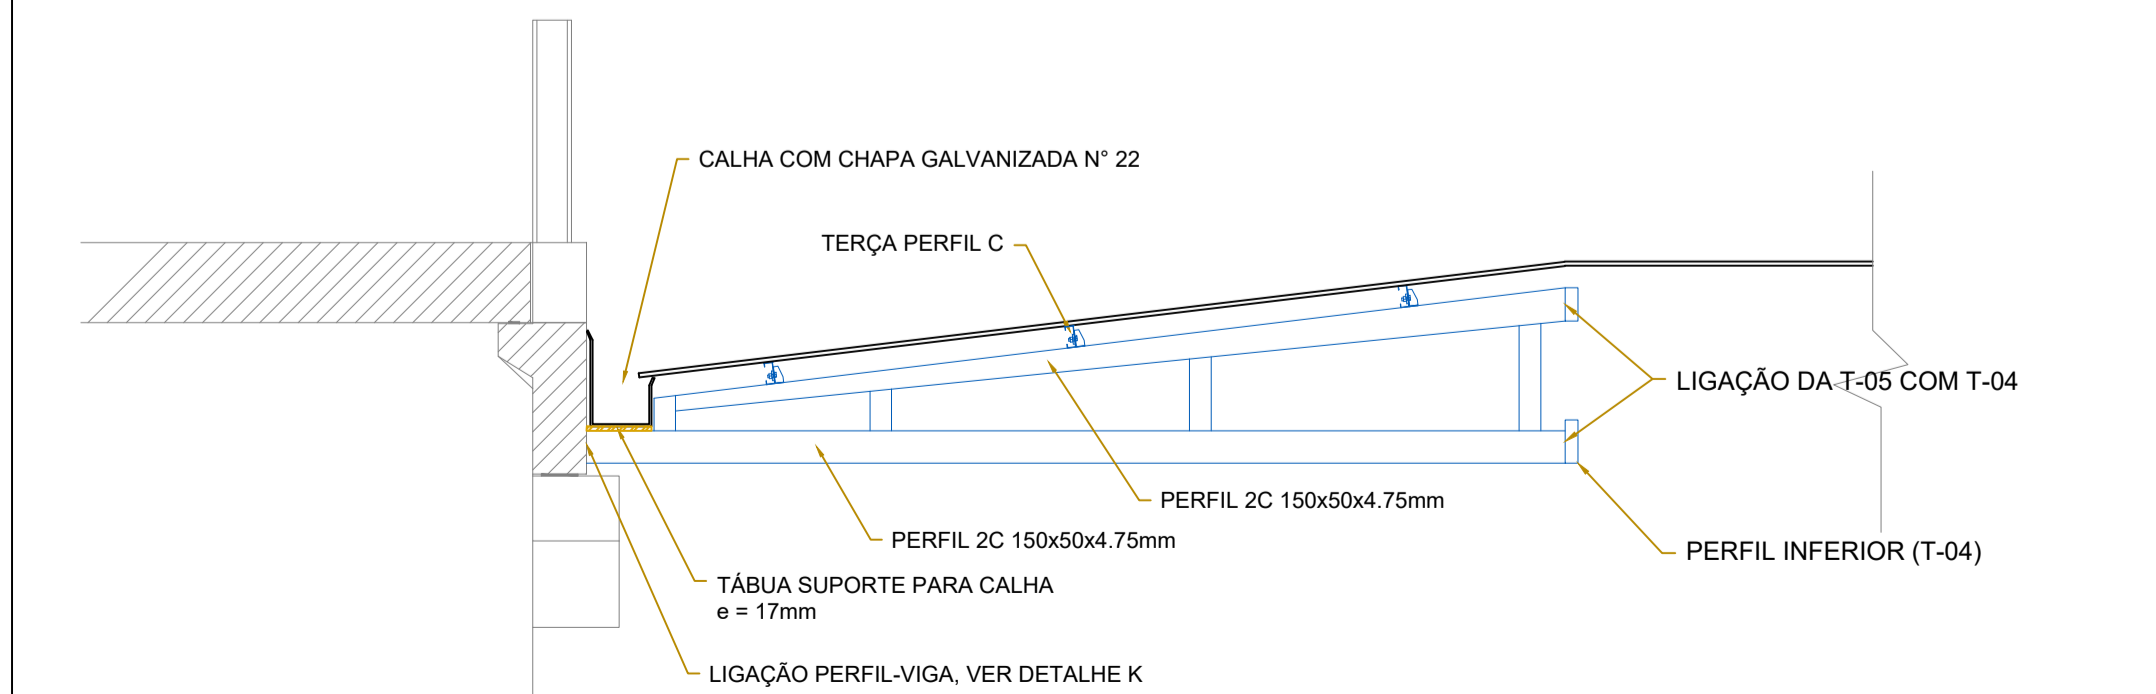 CALHA COM CHAPA GALVANIZADA N° 22
TERÇA PERFIL C
LIGAÇÃO DA T-05 COM T-04
PERFIL 2C 150x50x4.75mm
PERFIL 2C 150x50x4.75mm
PERFIL INFERIOR (T-04)
TÁBUA SUPORTE PARA CALHA
e = 17mm
LIGAÇÃO PERFIL-VIGA, VER DETALHE K